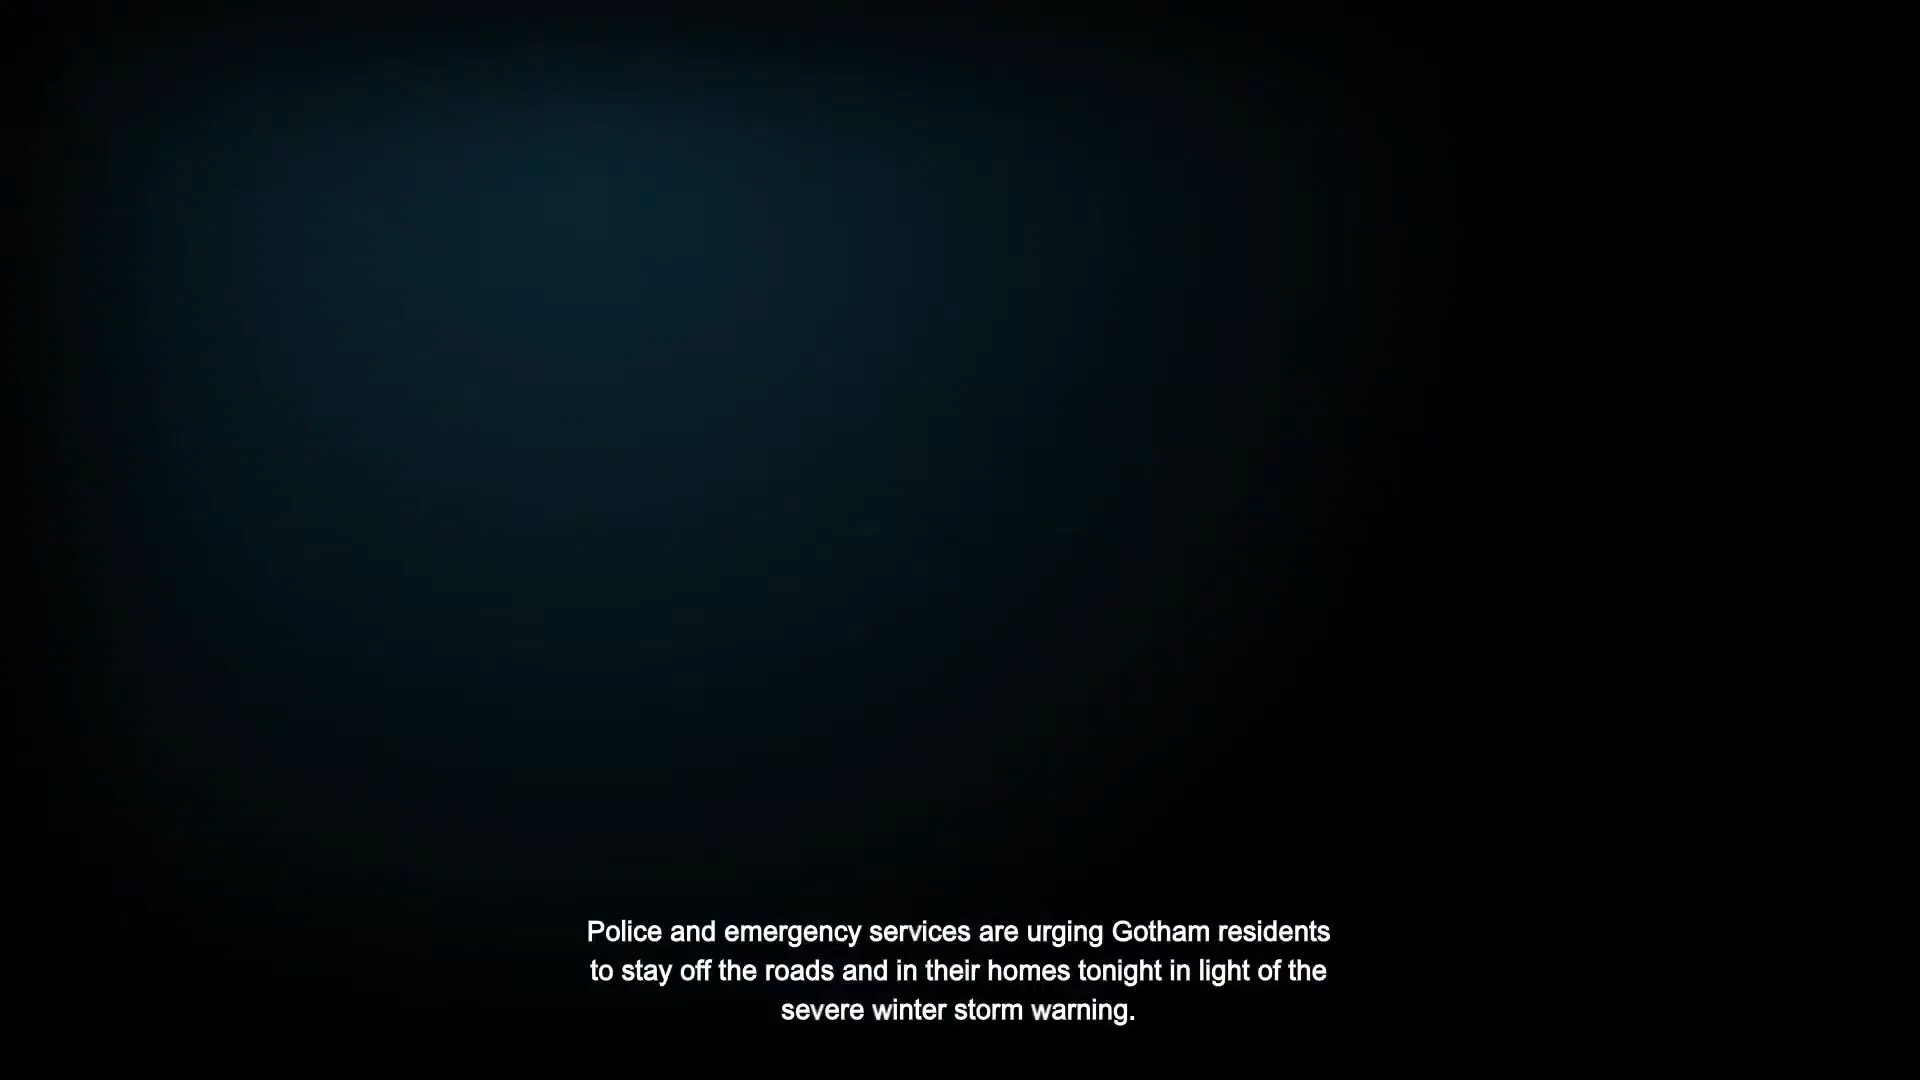 Police and emergency services are urging Gotham residents
to stay off the roads and in their homes tonight in light of the
severe winter storm warning.